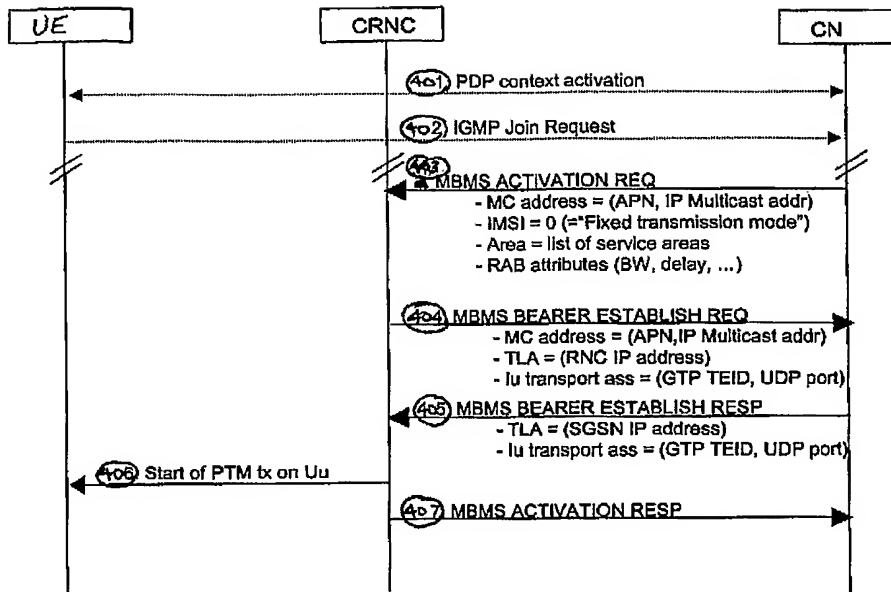 UE
CRNC
CN
401) PDP context activation
402) IGMP Join Request
403)
MBMS ACTIVATION REQ
- MC address = (APN, IP Multicast addr)
- IMSI = 0 (="Fixed transmission mode")
- Area = list of service areas
- RAB attributes (BW, delay, ...)
404) MBMS BEARER ESTABLISH REQ
- MC address = (APN,IP Multicast addr)
- TLA = (RNC IP address)
- Iu transport ass = (GTP TEID, UDP port)
405) MBMS BEARER ESTABLISH RESP
- TLA = (SGSN IP address)
- Iu transport ass = (GTP TEID, UDP port)
406) Start of PTM tx on Uu
407) MBMS ACTIVATION RESP